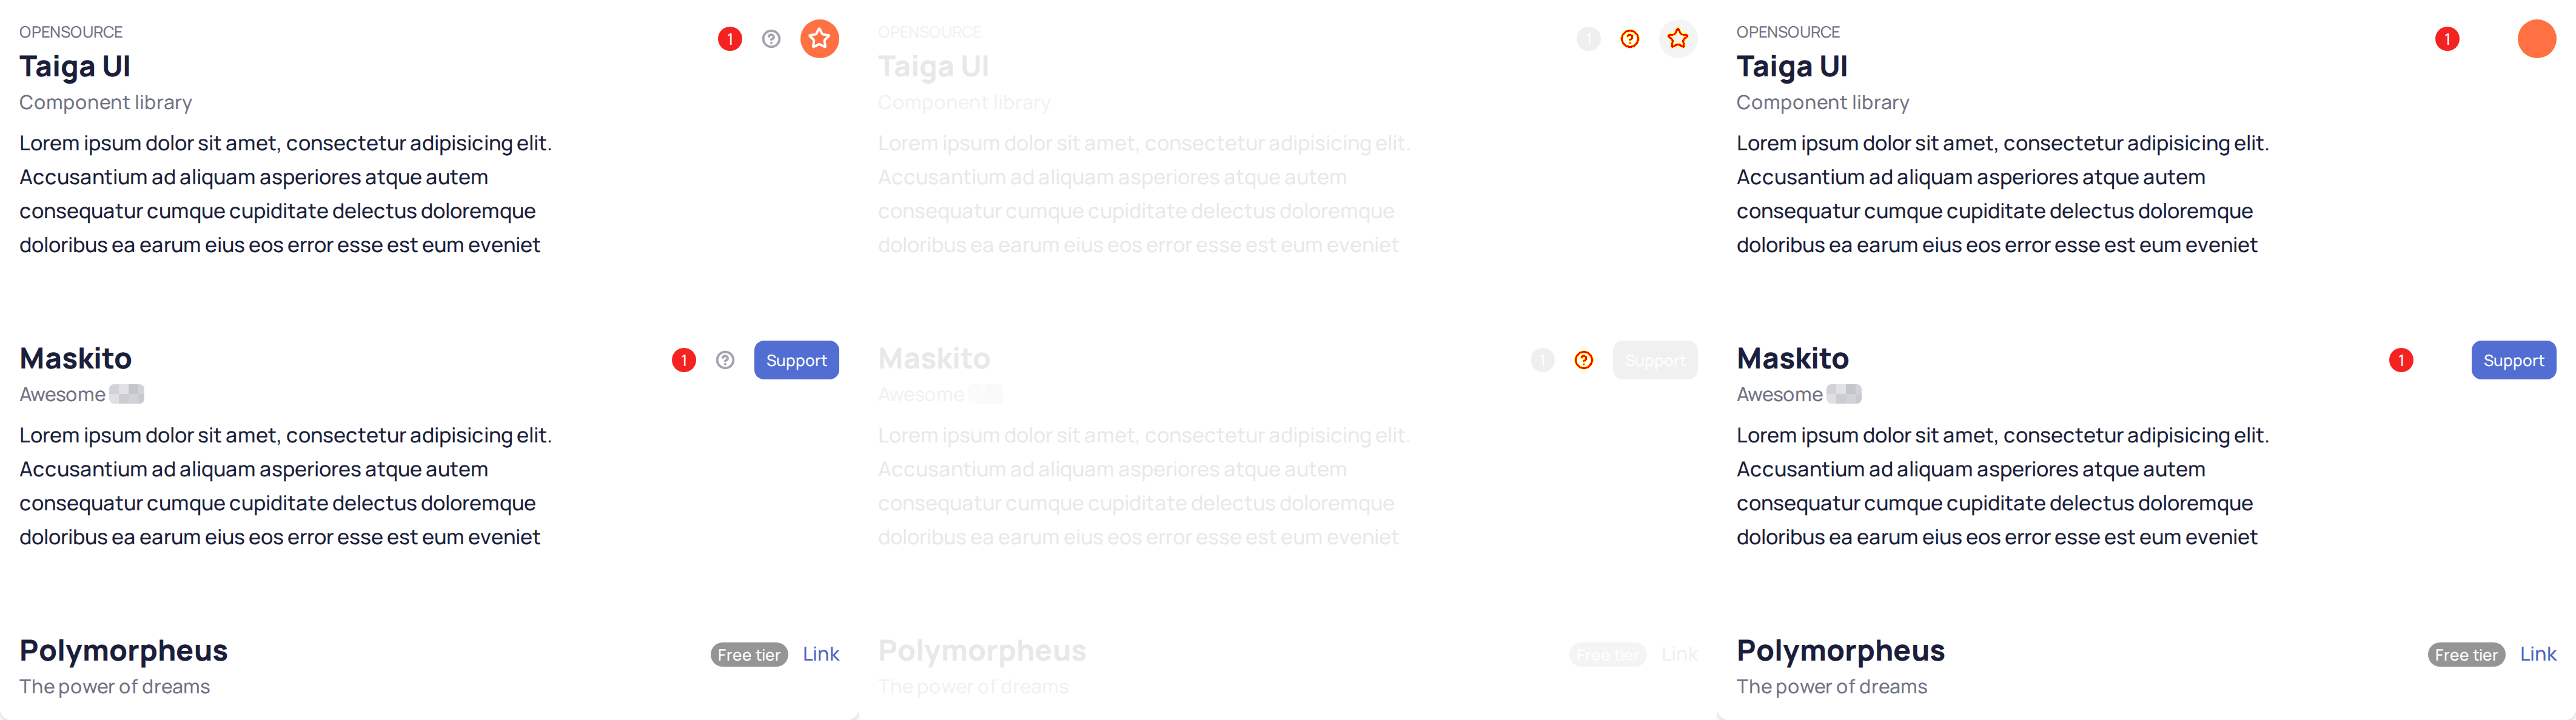 OPENSOURCE
1
Taiga UI
Component library
Lorem ipsum dolor sit amet, consectetur adipisicing elit.
Accusantium ad aliquam asperiores atque autem
consequatur cumque cupiditate delectus doloremque
doloribus ea earum eius eos error esse est eum eveniet
Maskito
1
Support
Awesome
Lorem ipsum dolor sit amet, consectetur adipisicing elit.
Accusantium ad aliquam asperiores atque autem
consequatur cumque cupiditate delectus doloremque
doloribus ea earum eius eos error esse est eum eveniet
Polymorpheus
Free tier
Link
The power of dreams
OPENSOURCE
1
Taiga UI
Component library
Lorem ipsum dolor sit amet, consectetur adipisicing elit.
Accusantium ad aliquam asperiores atque autem
consequatur cumque cupiditate delectus doloremque
doloribus ea earum eius eos error esse est eum eveniet
Maskito
1
Support
Awesome
Lorem ipsum dolor sit amet, consectetur adipisicing elit.
Accusantium ad aliquam asperiores atque autem
consequatur cumque cupiditate delectus doloremque
doloribus ea earum eius eos error esse est eum eveniet
Polymorpheus
Free tier
Link
The power of dreams
OPENSOURCE
1
Taiga UI
Component library
Lorem ipsum dolor sit amet, consectetur adipisicing elit.
Accusantium ad aliquam asperiores atque autem
consequatur cumque cupiditate delectus doloremque
doloribus ea earum eius eos error esse est eum eveniet
Maskito
1
Support
Awesome
Lorem ipsum dolor sit amet, consectetur adipisicing elit.
Accusantium ad aliquam asperiores atque autem
consequatur cumque cupiditate delectus doloremque
doloribus ea earum eius eos error esse est eum eveniet
Polymorpheus
Free tier
Link
The power of dreams